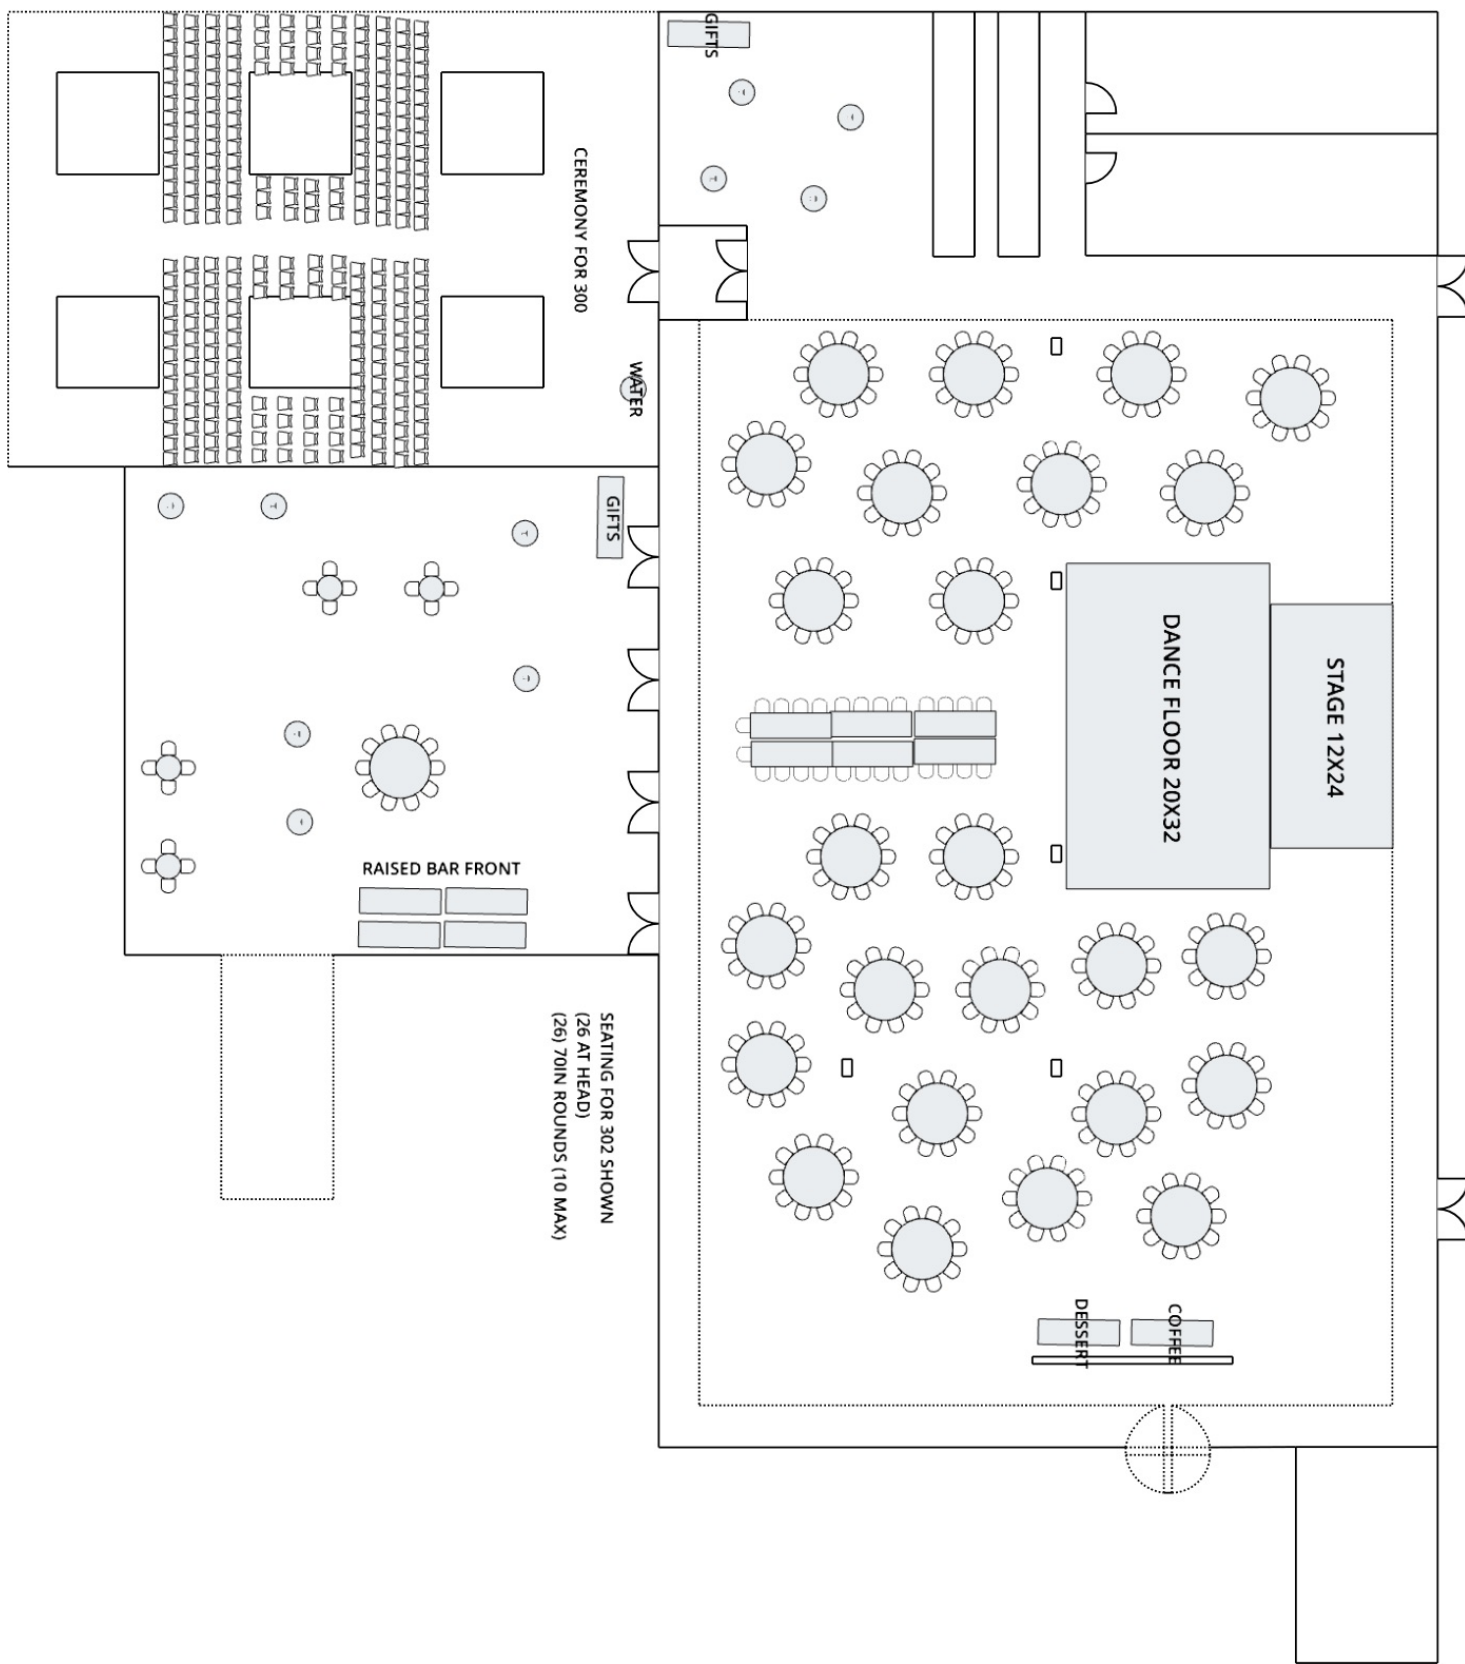 GIFTS
CEREMONY FOR 300
WATER
GIFTS
DANCE FLOOR 20X32
STAGE 12X24
RAISED BAR FRONT
SEATING FOR 302 SHOWN
(26 AT HEAD)
(26) 70IN ROUNDS (10 MAX)
DESSERT
COFFEE